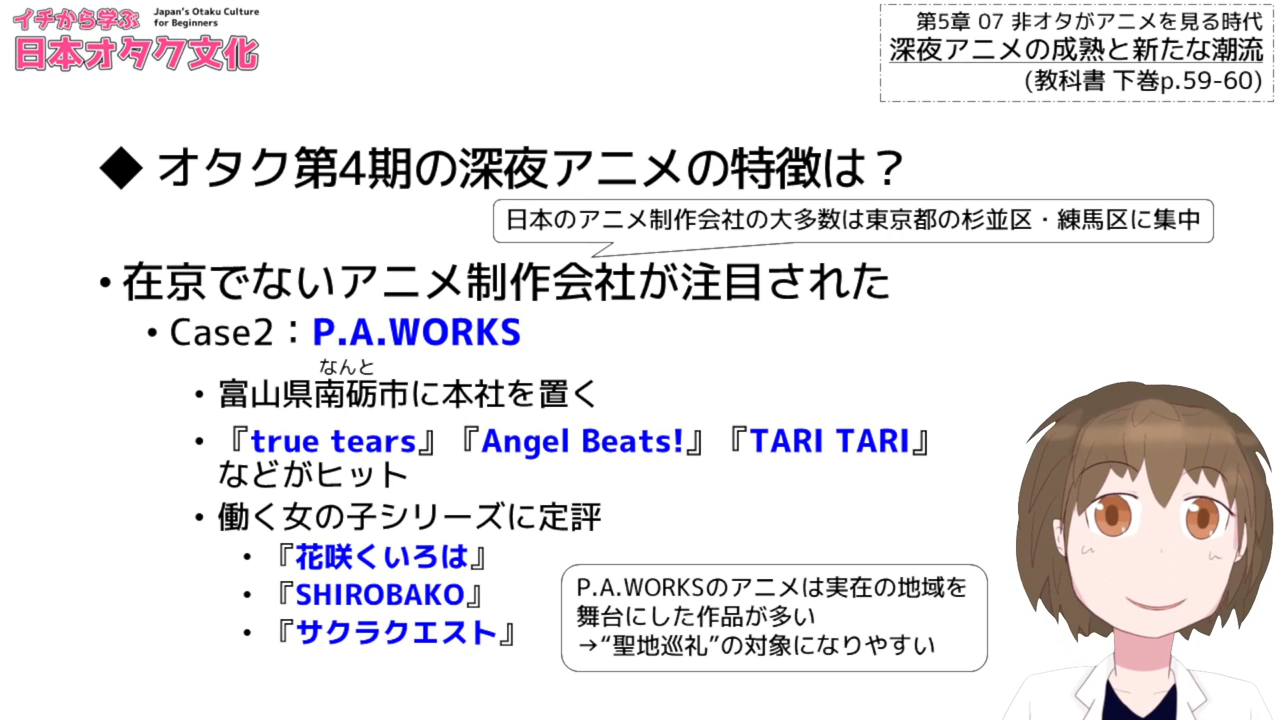 イチから学ぶ
日本オタク文化
Japan's Otaku Culture
for Beginners
第5章 07 非オタがアニメを見る時代
深夜アニメの成熟と新たな潮流
(教科書 下巻p.59-60)
◆ オタク第4期の深夜アニメの特徴は？
日本のアニメ制作会社の大多数は東京都の杉並区・練馬区に集中
・在京でないアニメ制作会社が注目された
・Case2：P.A.WORKS
なんと
・富山県南砺市に本社を置く
・『true tears』『Angel Beats!』『TARI TARI』
などがヒット
・働く女の子シリーズに定評
・『花咲くいろは』
・『SHIROBAKO』
・『サクラクエスト』
P.A.WORKSのアニメは実在の地域を
舞台にした作品が多い
→“聖地巡礼”の対象になりやすい